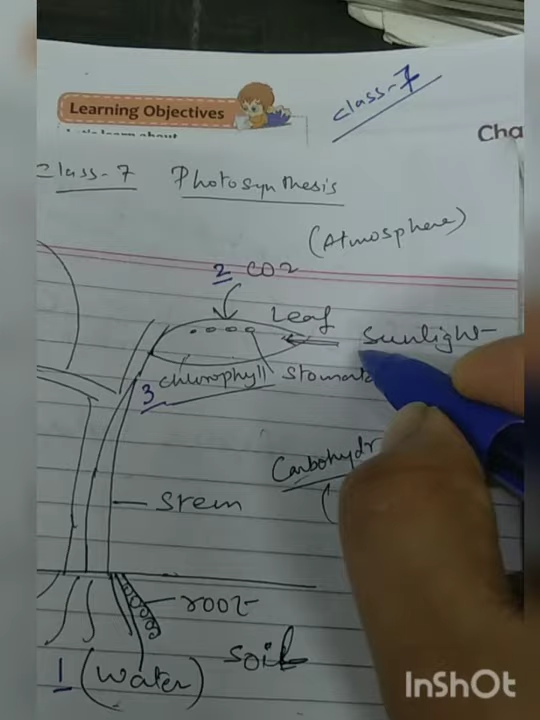 Learning Objectives
class-7
Cha
Class-7 Photosynthesis
(Atmosphere)
2 CO2
Leaf
Sunlight
3 chlorophyll Stomata
Carbohydr
Stem
root
Soil
1 (Water)
InShOt